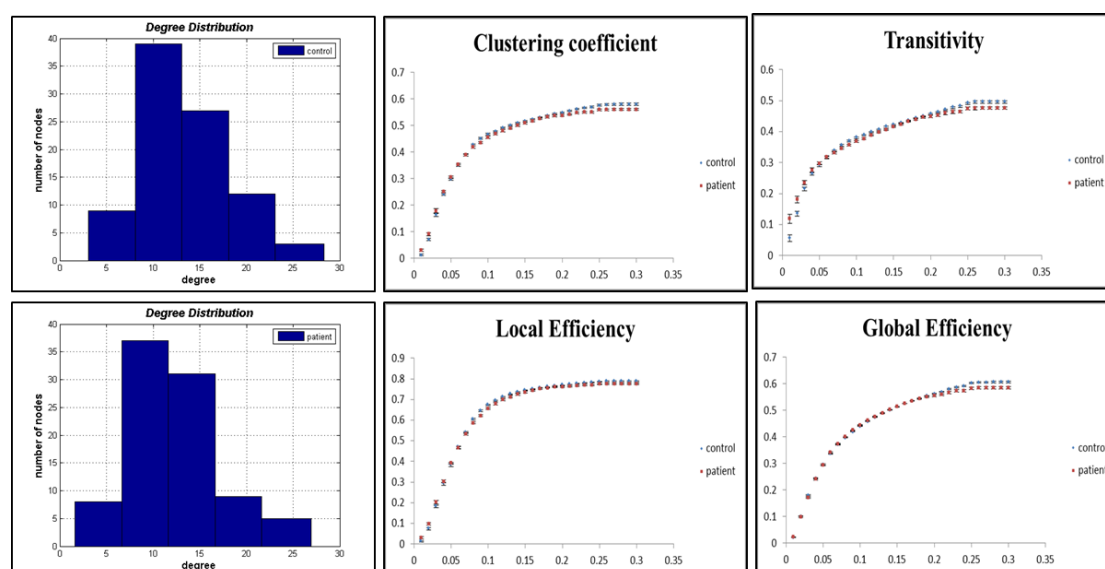 Degree Distribution
control
number of nodes
40
35
30
25
20
15
10
5
0
0 5 10 15 20 25 30
degree
Clustering coefficient
0.7
0.6
0.5
0.4
0.3
0.2
0.1
0
0 0.05 0.1 0.15 0.2 0.25 0.3 0.35
control
patient
Transitivity
0.6
0.5
0.4
0.3
0.2
0.1
0
0 0.05 0.1 0.15 0.2 0.25 0.3 0.35
control
patient
Degree Distribution
patient
number of nodes
40
35
30
25
20
15
10
5
0
0 5 10 15 20 25 30
degree
Local Efficiency
0.9
0.8
0.7
0.6
0.5
0.4
0.3
0.2
0.1
0
0 0.05 0.1 0.15 0.2 0.25 0.3 0.35
control
patient
Global Efficiency
0.7
0.6
0.5
0.4
0.3
0.2
0.1
0
0 0.05 0.1 0.15 0.2 0.25 0.3 0.35
control
patient